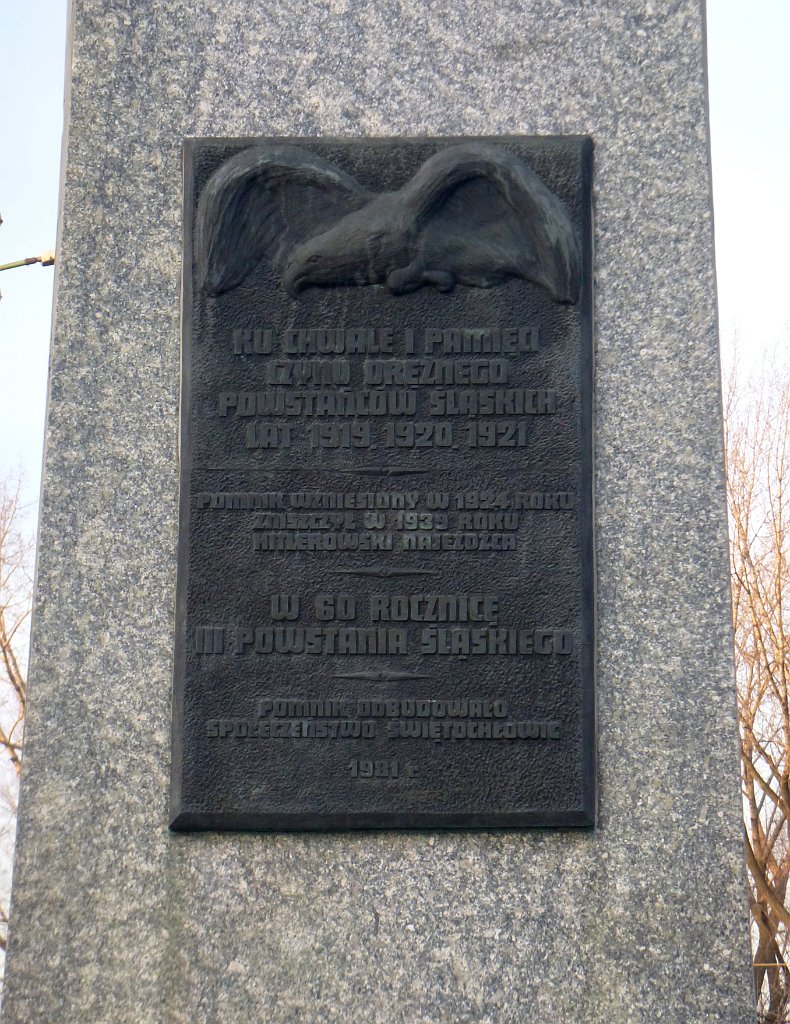 KU CHWALE I PAMIĘCI
CZYNU ORĘŻNEGO
POWSTAŃCÓW ŚLĄSKICH
LAT 1919, 1920, 1921
POMNIK WZNIESIONY W 1924 ROKU
ZNISZCZYŁ W 1939 ROKU
HITLEROWSKI NAJEŹDŹCA
W 60 ROCZNICĘ
III POWSTANIA ŚLĄSKIEGO
POMNIK ODBUDOWAŁO
SPOŁECZEŃSTWO ŚWIĘTOCHŁOWIC
1981 r.